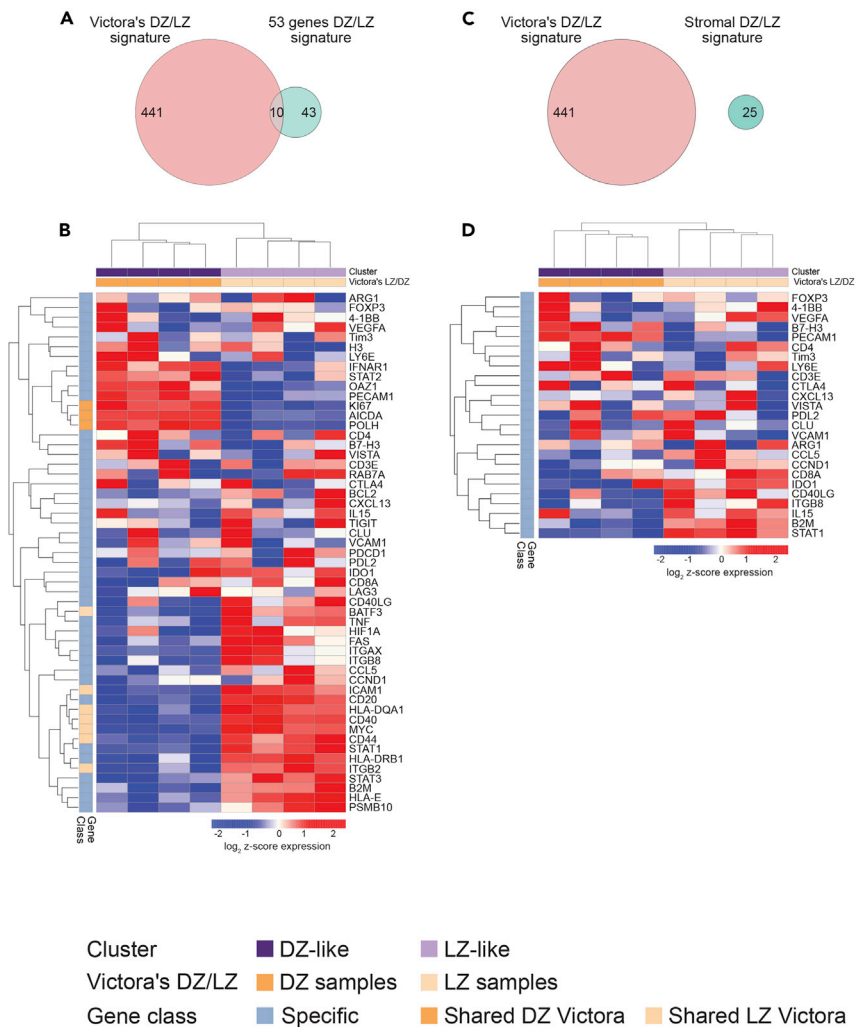 A
Victora's DZ/LZ
signature
53 genes DZ/LZ
signature
441
10
43
C
Victora's DZ/LZ
signature
Stromal DZ/LZ
signature
441
25
B
Cluster
Victora's LZ/DZ
ARG1
FOXP3
4-1BB
VEGFA
Tim3
H3
LY6E
IFNAR1
STAT2
OAZ1
PECAM1
KI67
AICDA
POLH
CD4
B7-H3
VISTA
CD3E
RAB7A
CTLA4
BCL2
CXCL13
IL15
TIGIT
CLU
VCAM1
PDCD1
PDL2
IDO1
CD8A
LAG3
CD40LG
BATF3
TNF
HIF1A
FAS
ITGAX
ITGB8
CCL5
CCND1
ICAM1
CD20
HLA-DQA1
CD40
MYC
CD44
STAT1
HLA-DRB1
ITGB2
STAT3
B2M
HLA-E
PSMB10
Gene
Class
-2 -1 0 1 2
log2 z-score expression
D
Cluster
Victora's LZ/DZ
FOXP3
4-1BB
VEGFA
B7-H3
PECAM1
CD4
Tim3
LY6E
CD3E
CTLA4
CXCL13
VISTA
PDL2
CLU
VCAM1
ARG1
CCL5
CCND1
CD8A
IDO1
CD40LG
ITGB8
IL15
B2M
STAT1
Gene
Class
-2 -1 0 1 2
log2 z-score expression
Cluster DZ-like LZ-like
Victora's DZ/LZ DZ samples LZ samples
Gene class Specific Shared DZ Victora Shared LZ Victora